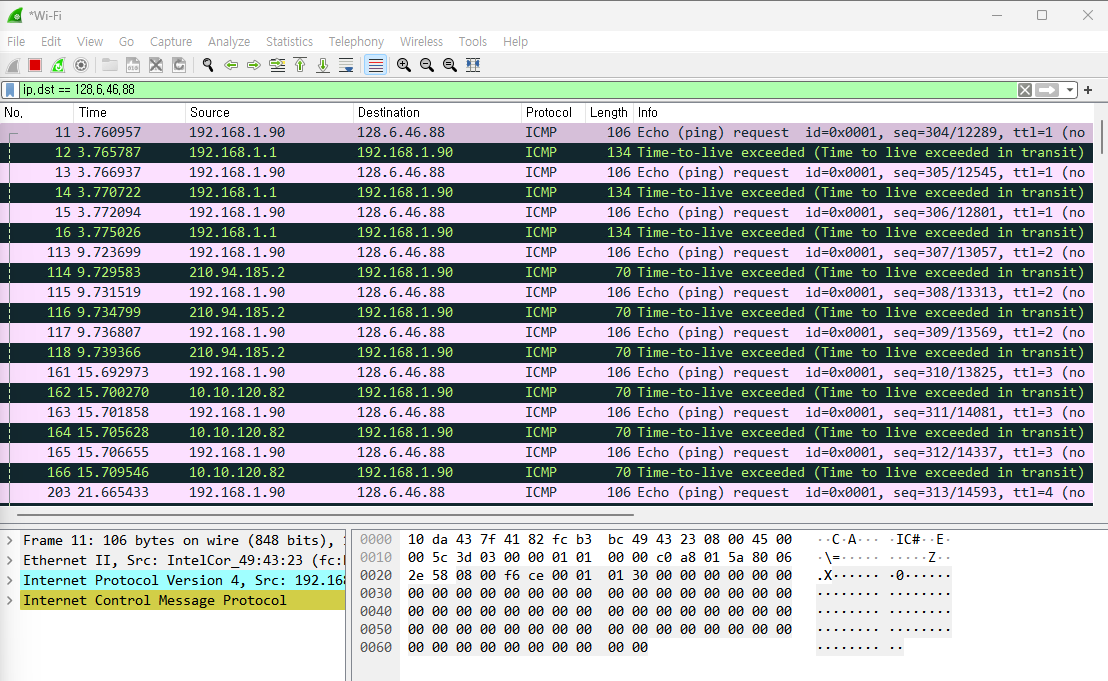 *Wi-Fi
File Edit View Go Capture Analyze Statistics Telephony Wireless Tools Help
ip.dst == 128.6.46.88
No. Time Source Destination Protocol Length Info
11 3.760957 192.168.1.90 128.6.46.88 ICMP 106 Echo (ping) request id=0x0001, seq=304/12289, ttl=1 (no
12 3.765787 192.168.1.1 192.168.1.90 ICMP 134 Time-to-live exceeded (Time to live exceeded in transit)
13 3.766937 192.168.1.90 128.6.46.88 ICMP 106 Echo (ping) request id=0x0001, seq=305/12545, ttl=1 (no
14 3.770722 192.168.1.1 192.168.1.90 ICMP 134 Time-to-live exceeded (Time to live exceeded in transit)
15 3.772094 192.168.1.90 128.6.46.88 ICMP 106 Echo (ping) request id=0x0001, seq=306/12801, ttl=1 (no
16 3.775026 192.168.1.1 192.168.1.90 ICMP 134 Time-to-live exceeded (Time to live exceeded in transit)
113 9.723699 192.168.1.90 128.6.46.88 ICMP 106 Echo (ping) request id=0x0001, seq=307/13057, ttl=2 (no
114 9.729583 210.94.185.2 192.168.1.90 ICMP 70 Time-to-live exceeded (Time to live exceeded in transit)
115 9.731519 192.168.1.90 128.6.46.88 ICMP 106 Echo (ping) request id=0x0001, seq=308/13313, ttl=2 (no
116 9.734799 210.94.185.2 192.168.1.90 ICMP 70 Time-to-live exceeded (Time to live exceeded in transit)
117 9.736807 192.168.1.90 128.6.46.88 ICMP 106 Echo (ping) request id=0x0001, seq=309/13569, ttl=2 (no
118 9.739366 210.94.185.2 192.168.1.90 ICMP 70 Time-to-live exceeded (Time to live exceeded in transit)
161 15.692973 192.168.1.90 128.6.46.88 ICMP 106 Echo (ping) request id=0x0001, seq=310/13825, ttl=3 (no
162 15.700270 10.10.120.82 192.168.1.90 ICMP 70 Time-to-live exceeded (Time to live exceeded in transit)
163 15.701858 192.168.1.90 128.6.46.88 ICMP 106 Echo (ping) request id=0x0001, seq=311/14081, ttl=3 (no
164 15.705628 10.10.120.82 192.168.1.90 ICMP 70 Time-to-live exceeded (Time to live exceeded in transit)
165 15.706655 192.168.1.90 128.6.46.88 ICMP 106 Echo (ping) request id=0x0001, seq=312/14337, ttl=3 (no
166 15.709546 10.10.120.82 192.168.1.90 ICMP 70 Time-to-live exceeded (Time to live exceeded in transit)
203 21.665433 192.168.1.90 128.6.46.88 ICMP 106 Echo (ping) request id=0x0001, seq=313/14593, ttl=4 (no
Frame 11: 106 bytes on wire (848 bits),
Ethernet II, Src: IntelCor_49:43:23 (fc:
Internet Protocol Version 4, Src: 192.168
Internet Control Message Protocol
0000 10 da 43 7f 41 82 fc b3 bc 49 43 23 08 00 45 00 ··C·A··· ·IC#··E·
0010 00 5c 3d 03 00 00 01 01 00 00 c0 a8 01 5a 80 06 ·\=····· ·····Z··
0020 2e 58 08 00 f6 ce 00 01 01 30 00 00 00 00 00 00 .X······ ·0······
0030 00 00 00 00 00 00 00 00 00 00 00 00 00 00 00 00 ········ ········
0040 00 00 00 00 00 00 00 00 00 00 00 00 00 00 00 00 ········ ········
0050 00 00 00 00 00 00 00 00 00 00 00 00 00 00 00 00 ········ ········
0060 00 00 00 00 00 00 00 00 00 00 ········ ··